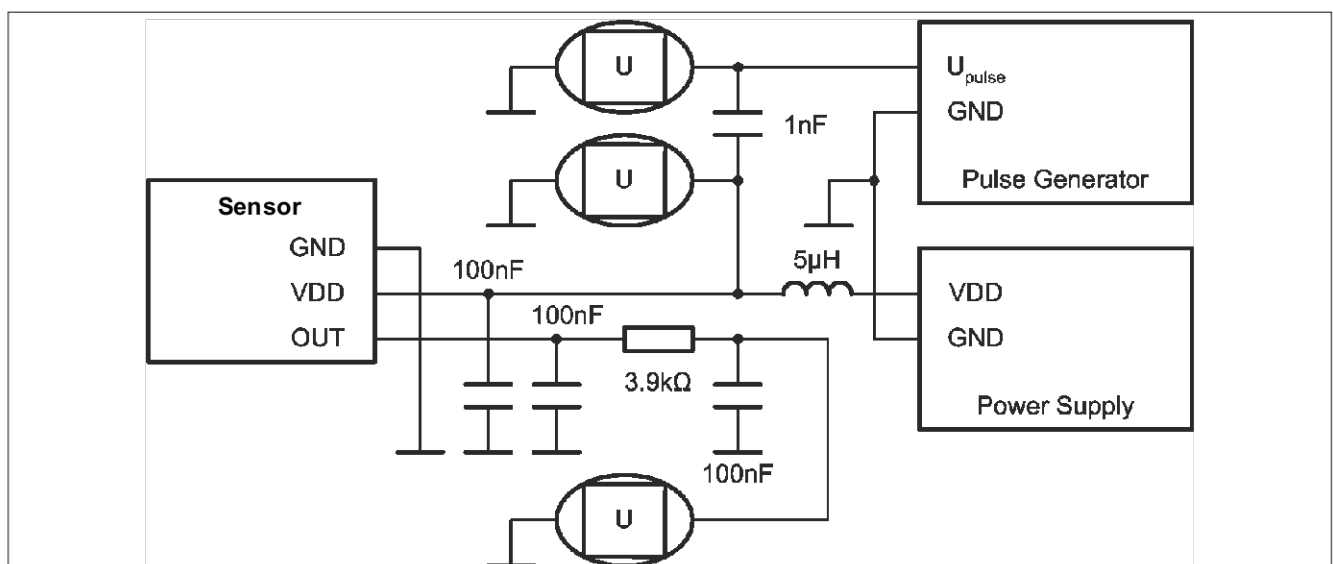 U
U
pulse
GND
1nF
U
Pulse Generator
Sensor
GND
VDD
OUT
100nF
100nF
5µH
VDD
GND
3.9kΩ
Power Supply
100nF
U